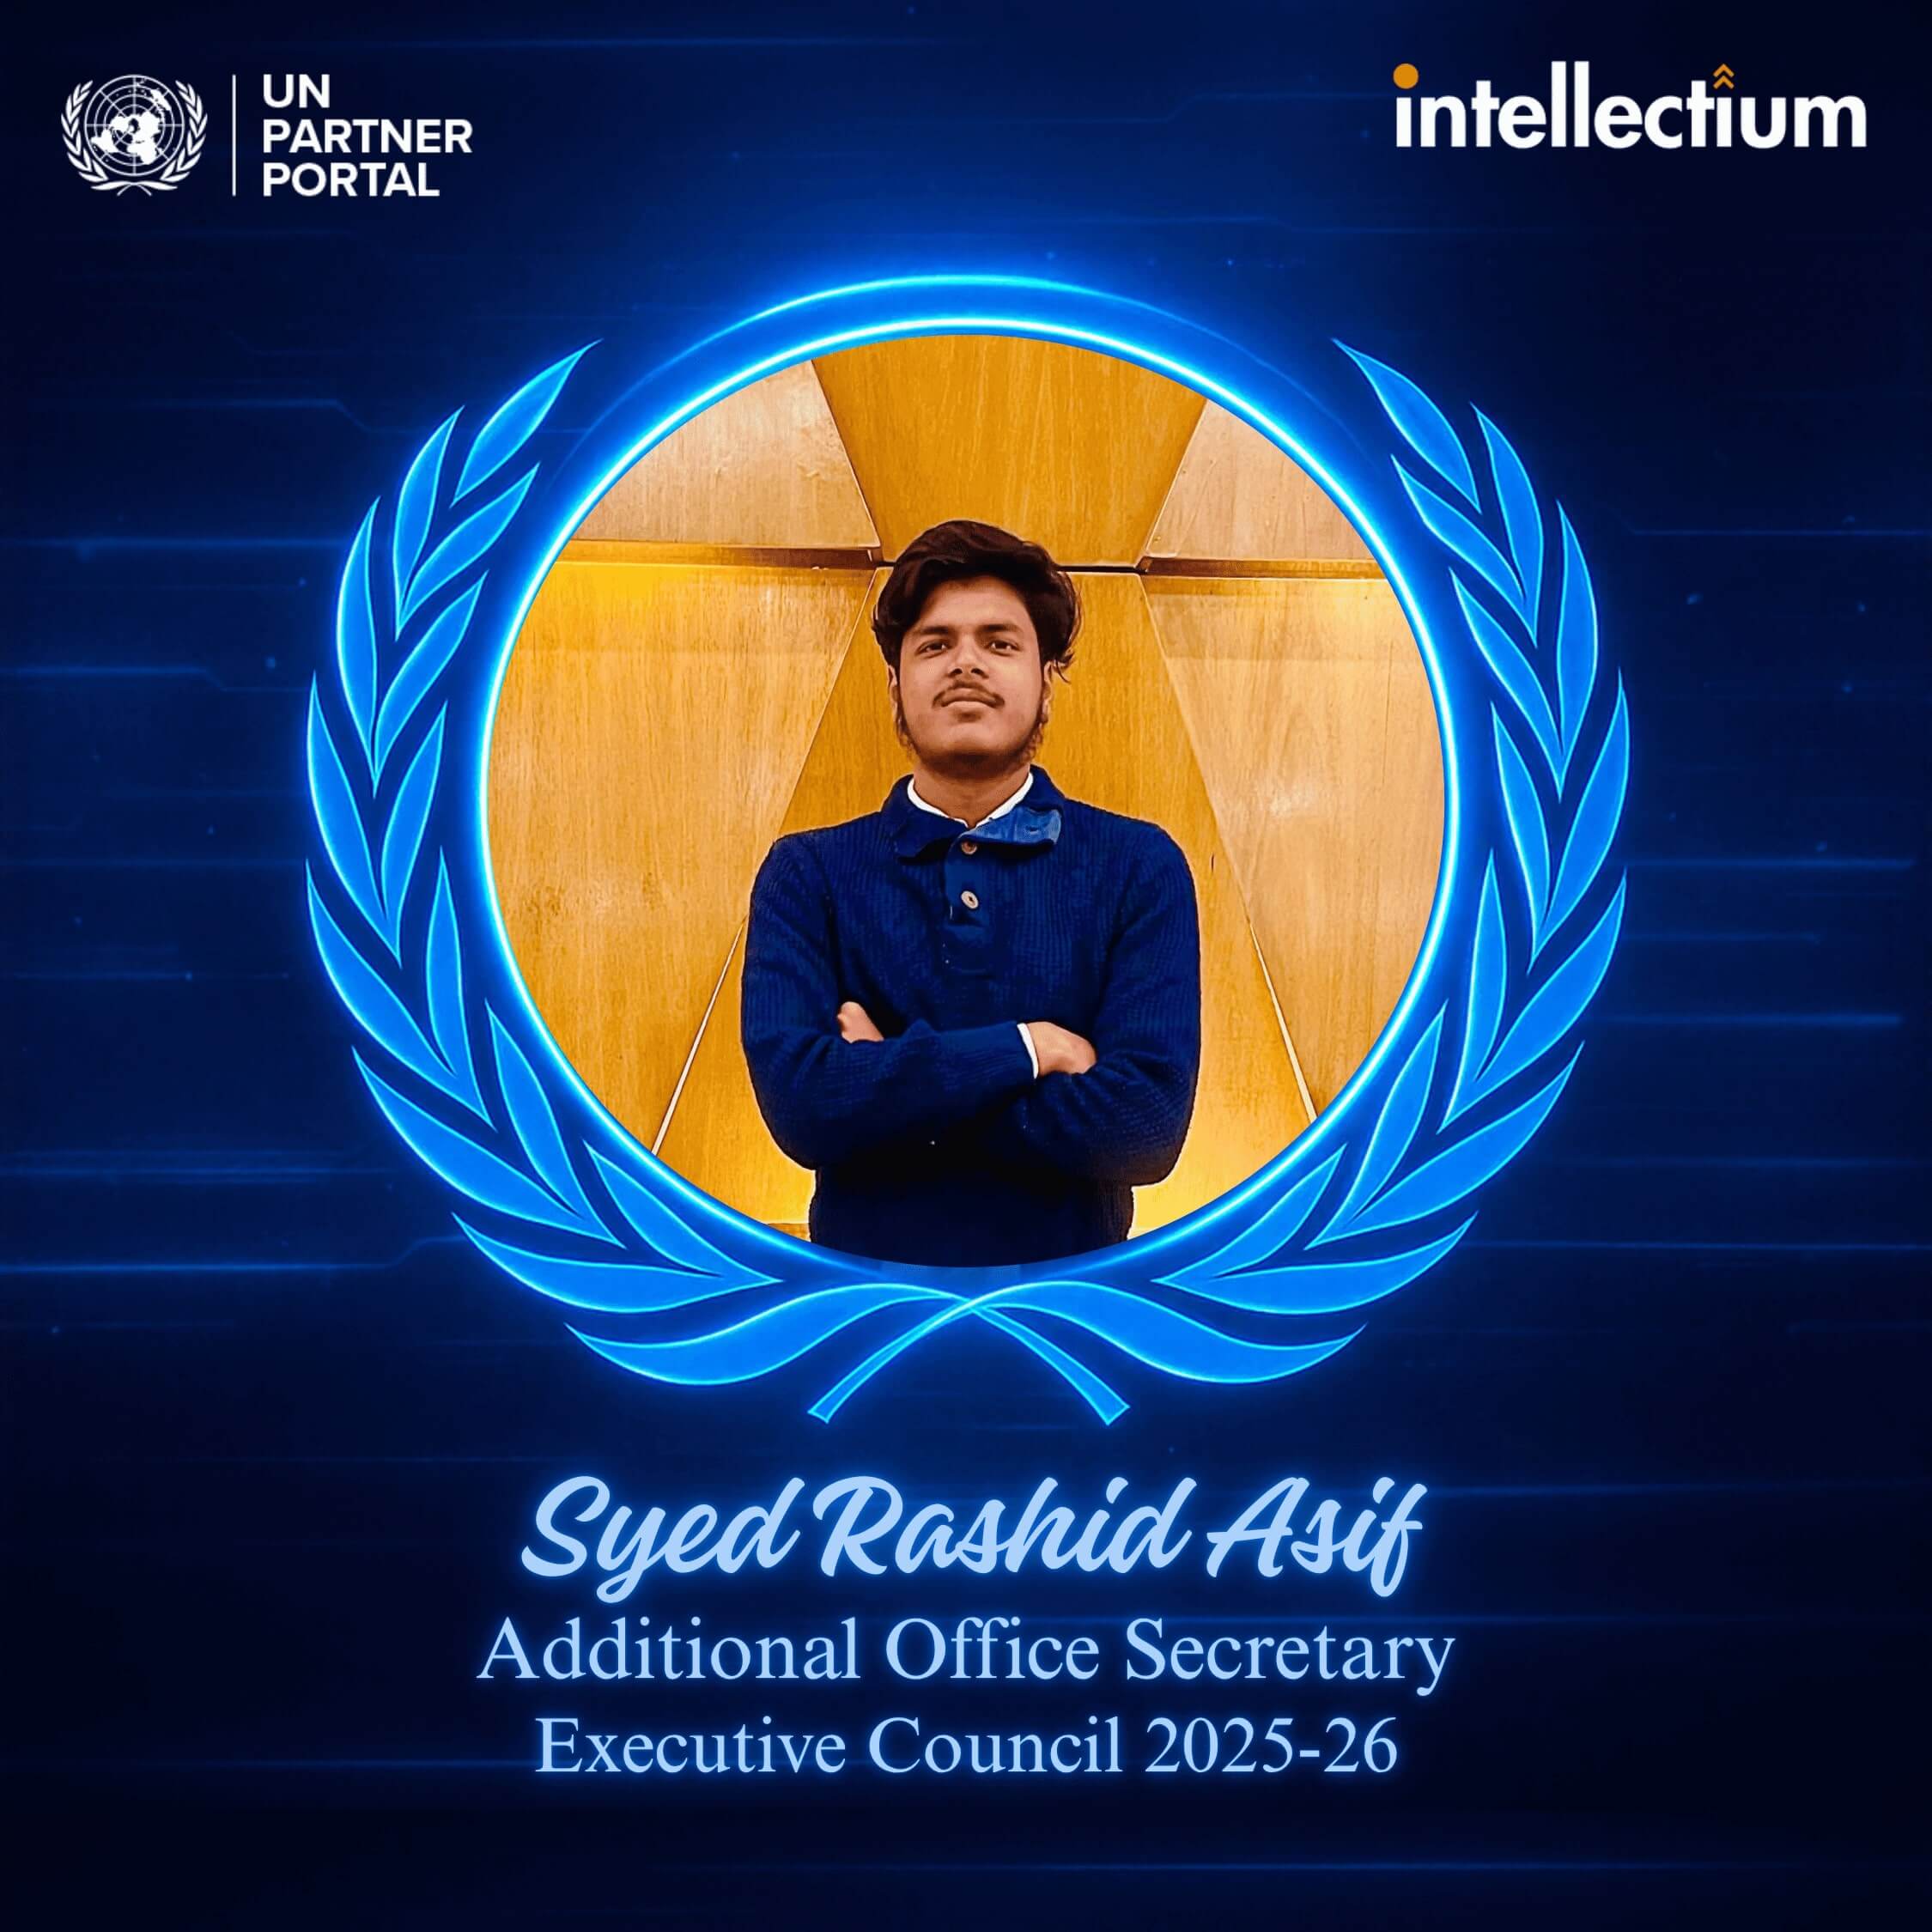 UN
PARTNER
PORTAL
intellectium
Syed Rashid Asif
Additional Office Secretary
Executive Council 2025-26